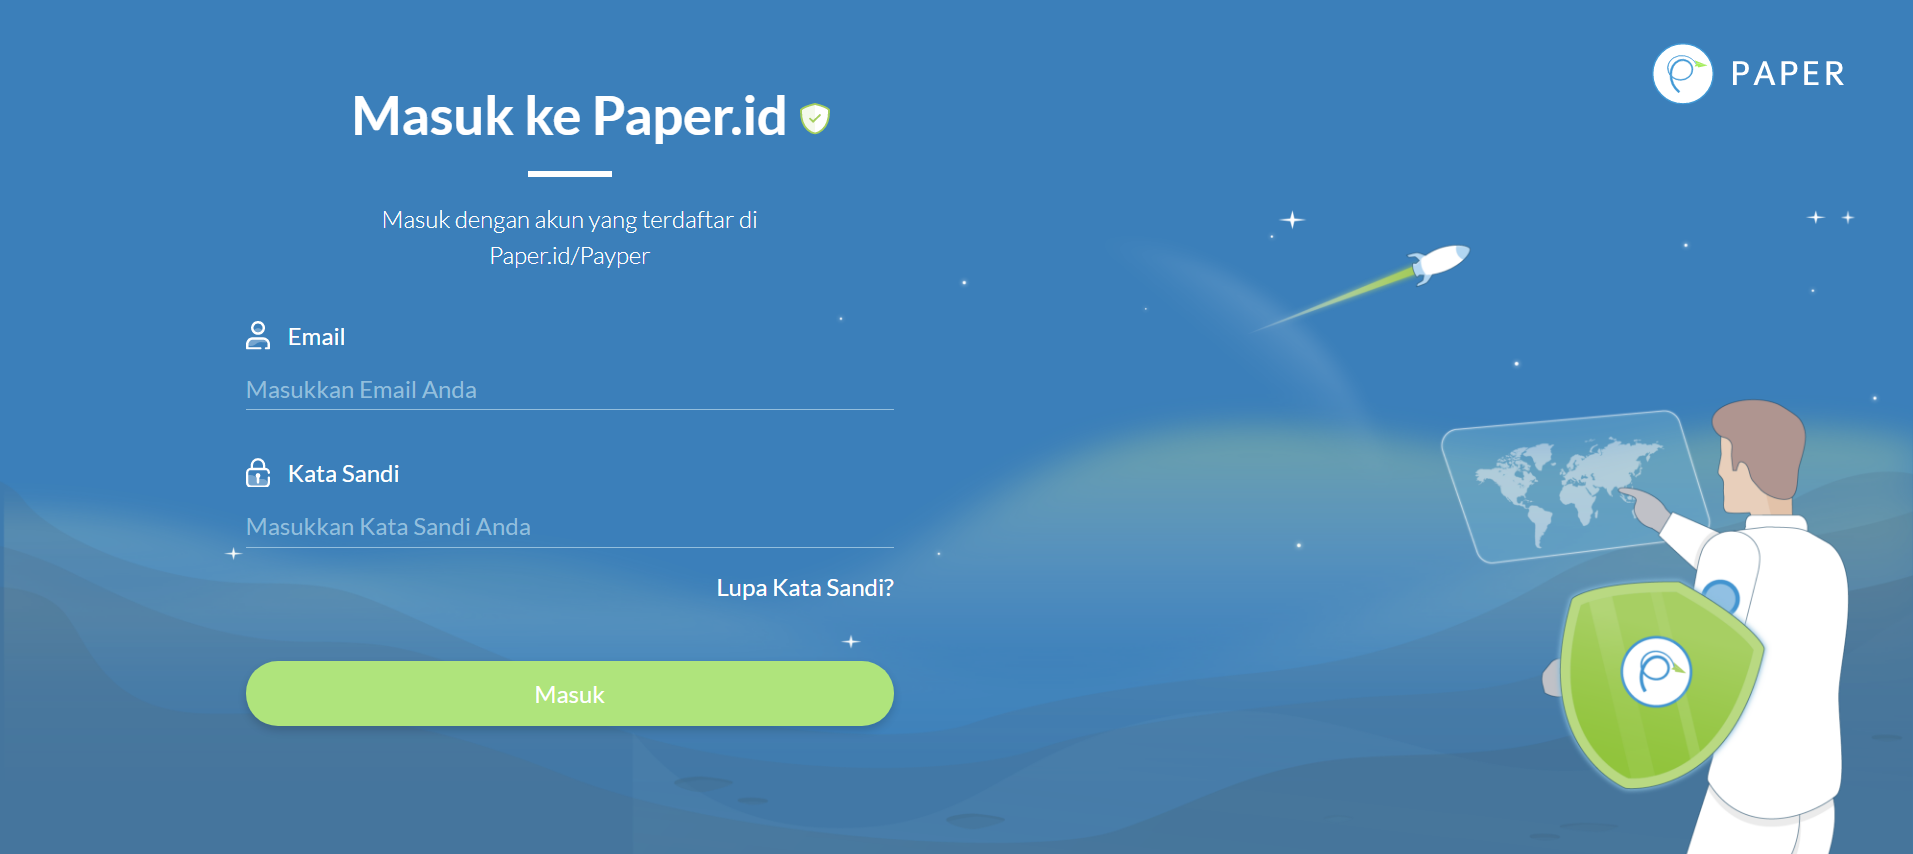 PAPER
Masuk ke Paper.id
Masuk dengan akun yang terdaftar di
Paper.id/Payper
Email
Masukkan Email Anda
Kata Sandi
Masukkan Kata Sandi Anda
Lupa Kata Sandi?
Masuk